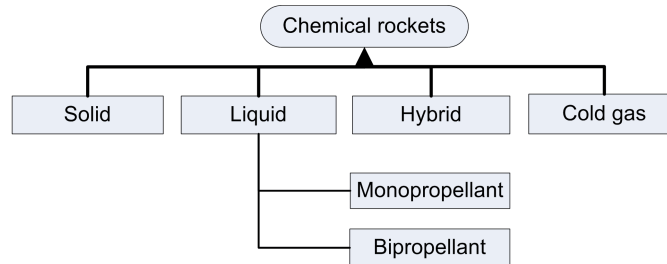 Chemical rockets
Solid
Liquid
Hybrid
Cold gas
Monopropellant
Bipropellant